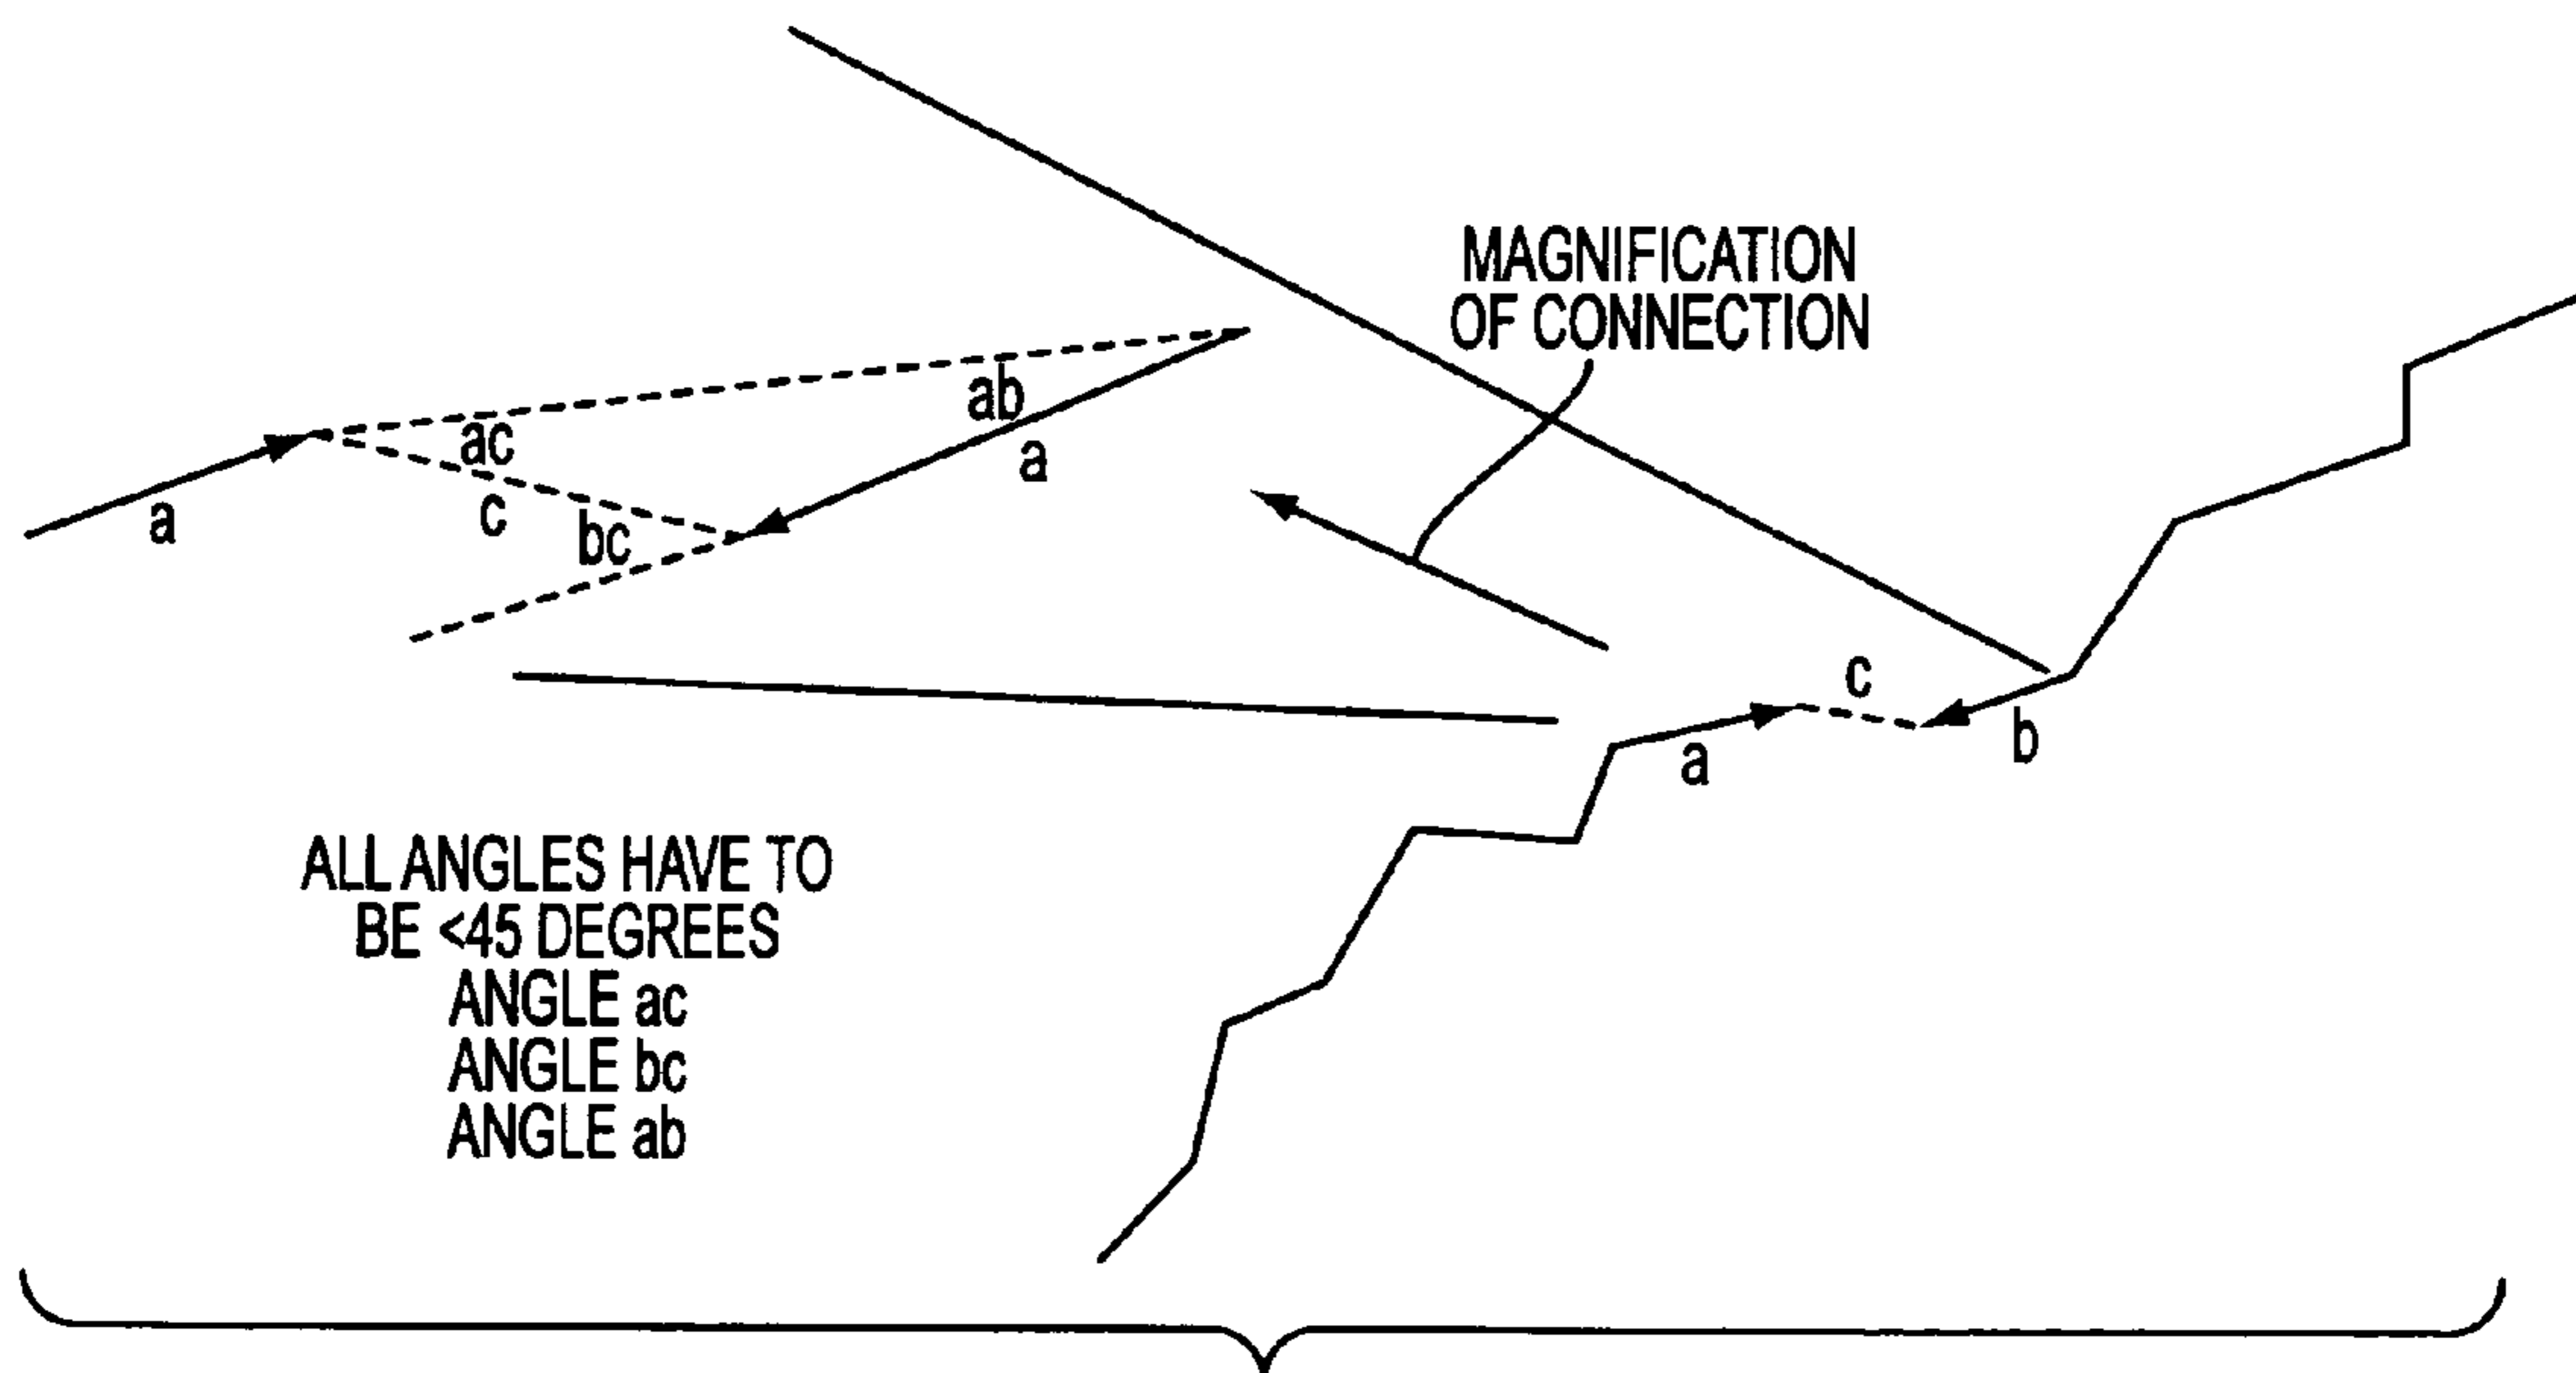 MAGNIFICATION
OF CONNECTION
ab
a
ac
c
a
bc
c
b
a
ALL ANGLES HAVE TO
BE <45 DEGREES
ANGLE ac
ANGLE bc
ANGLE ab